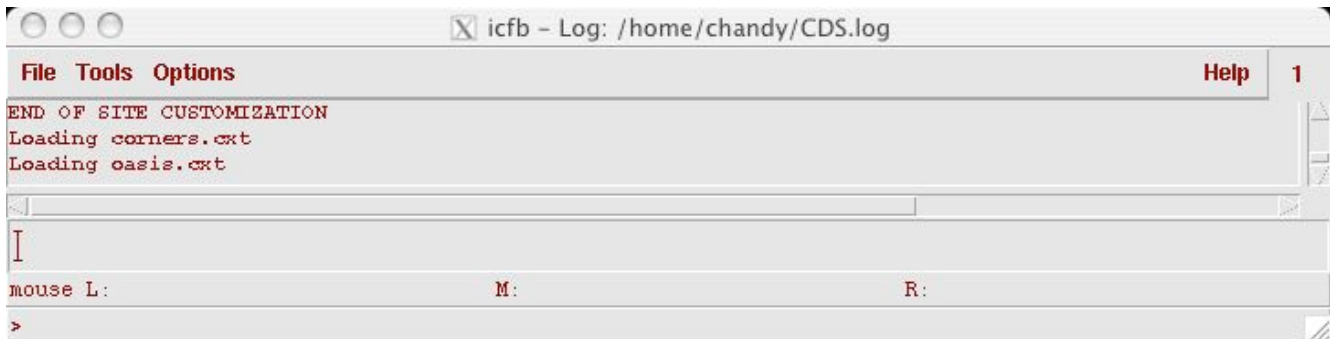 X icfb – Log: /home/chandy/CDS.log
File Tools Options Help 1
END OF SITE CUSTOMIZATION
Loading corners.cxt
Loading oasis.cxt
mouse L: M: R:
>